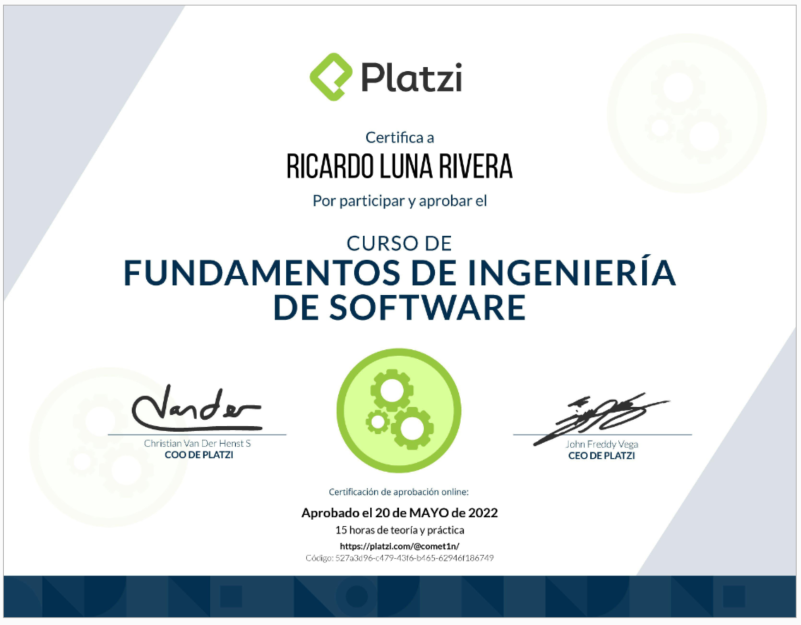 Platzi
Certifica a
RICARDO LUNA RIVERA
Por participar y aprobar el
CURSO DE
FUNDAMENTOS DE INGENIERÍA
DE SOFTWARE
Vander
Christian Van Der Henst S
COO DE PLATZI
John Freddy Vega
CEO DE PLATZI
Certificación de aprobación online:
Aprobado el 20 de MAYO de 2022
15 horas de teoría y práctica
https://platzi.com/@comet1n/
Código: 527a3d96-c479-43f6-b465-62946f186749